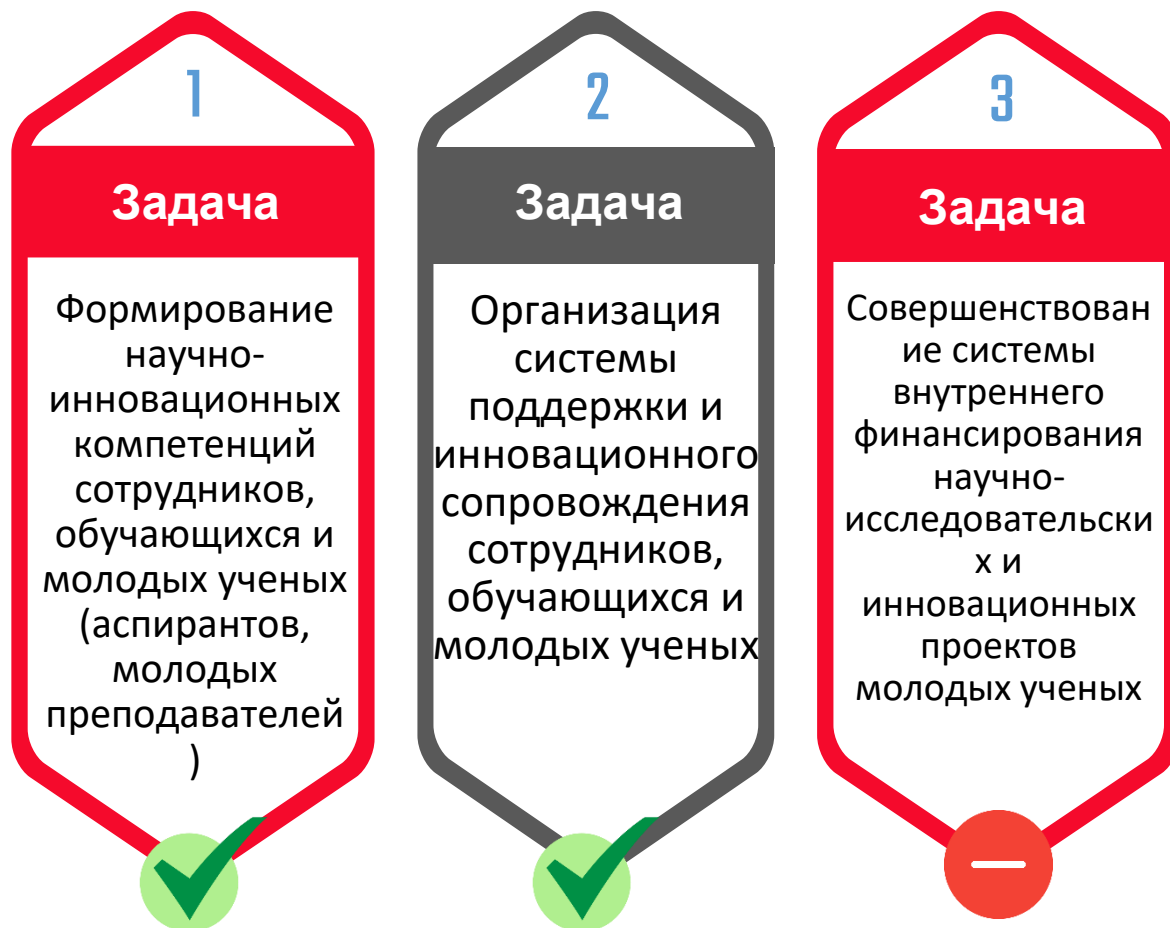 1
Задача
Формирование
научно-
инновационных
компетенций
сотрудников,
обучающихся и
молодых ученых
(аспирантов,
молодых
преподавателей
)
2
Задача
Организация
системы
поддержки и
инновационного
сопровождения
сотрудников,
обучающихся и
молодых ученых
3
Задача
Совершенствован
ие системы
внутреннего
финансирования
научно-
исследовательски
х и
инновационных
проектов
молодых ученых